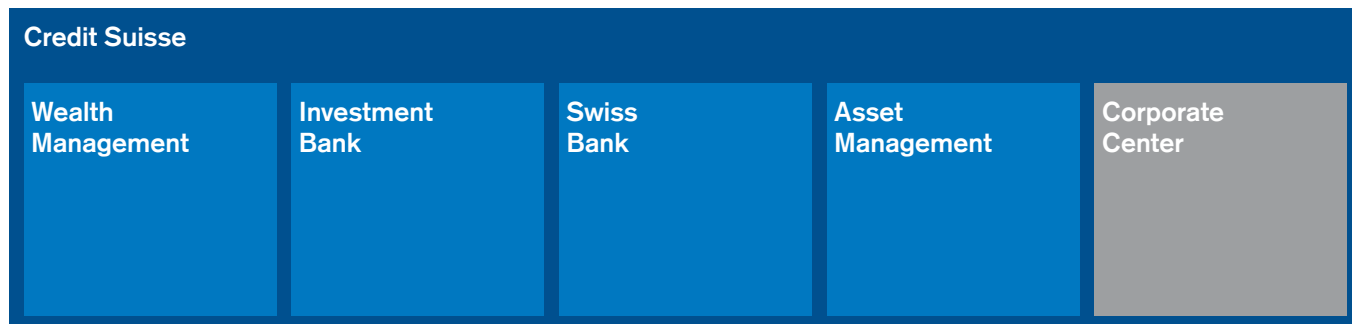 Credit Suisse
Wealth
Management
Investment
Bank
Swiss
Bank
Asset
Management
Corporate
Center